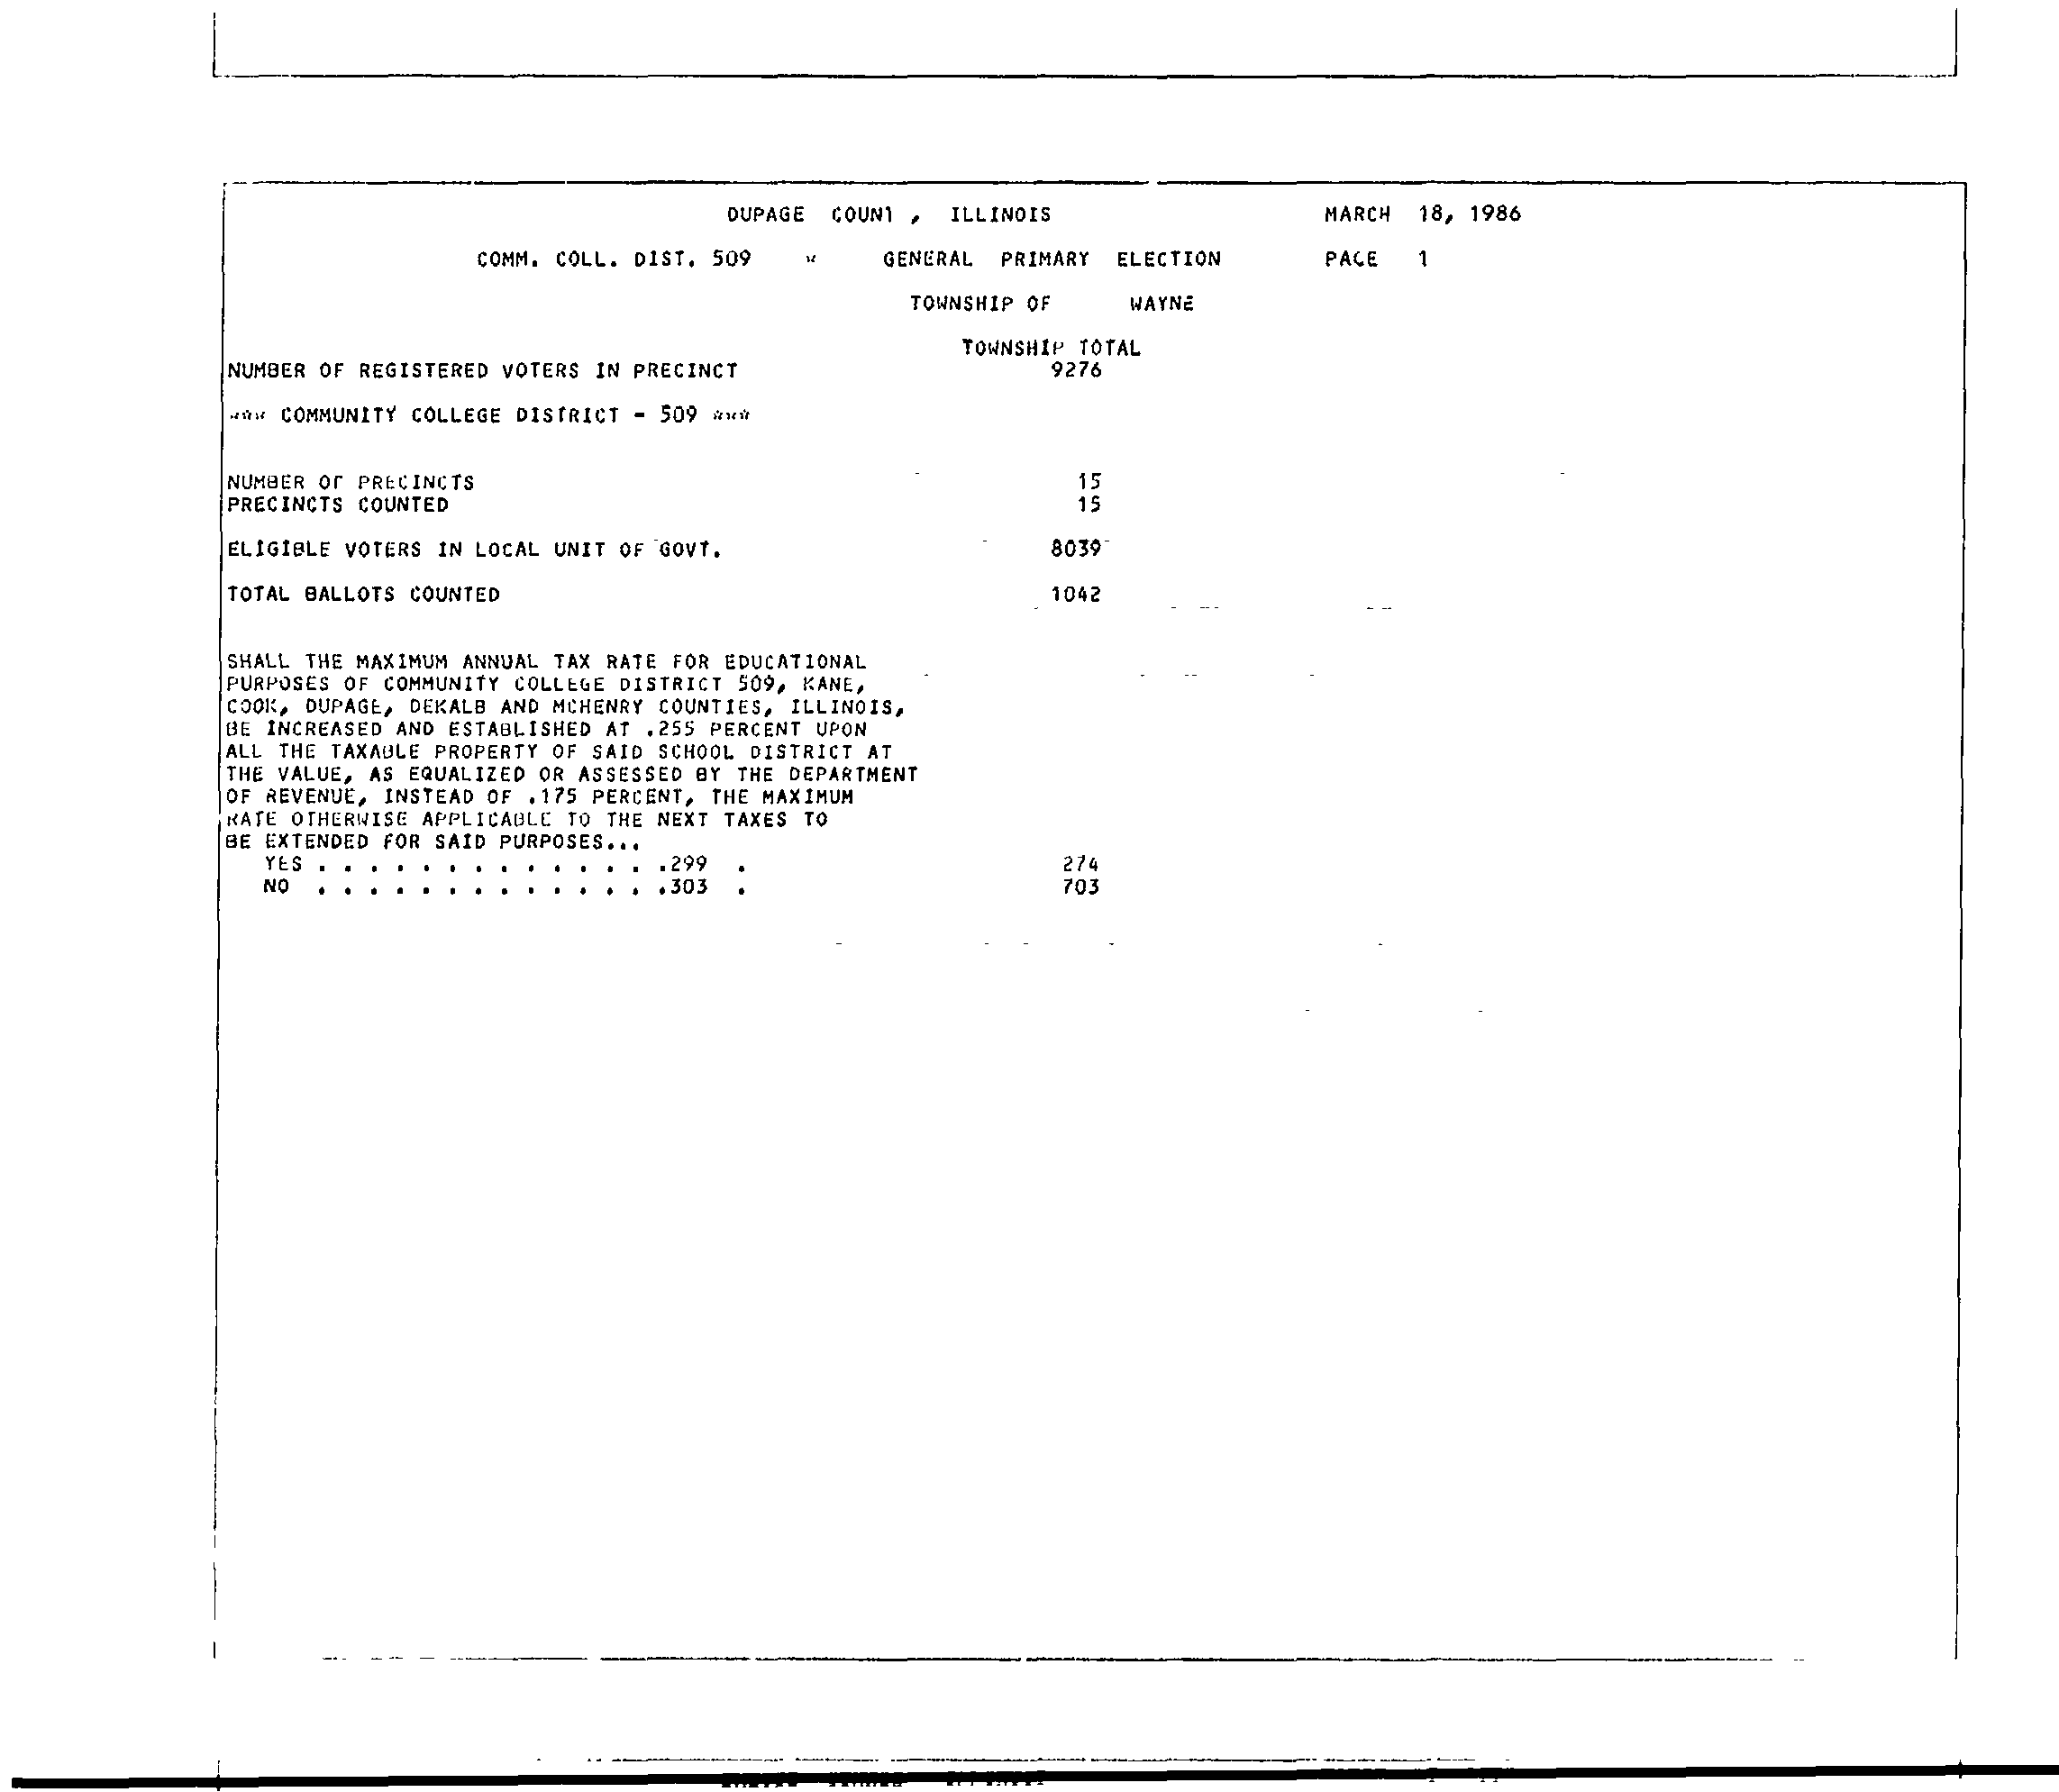 DUPAGE COUN1 , ILLINOIS MARCH 18, 1986
COMM. COLL. DIST. 509 * GENERAL PRIMARY ELECTION PAGE 1
TOWNSHIP OF WAYNE
TOWNSHIP TOTAL
NUMBER OF REGISTERED VOTERS IN PRECINCT 9276
*** COMMUNITY COLLEGE DISTRICT - 509 ***
NUMBER OF PRECINCTS 15
PRECINCTS COUNTED 15
ELIGIBLE VOTERS IN LOCAL UNIT OF GOVT. 8039
TOTAL BALLOTS COUNTED 1042
SHALL THE MAXIMUM ANNUAL TAX RATE FOR EDUCATIONAL
PURPOSES OF COMMUNITY COLLEGE DISTRICT 509, KANE,
COOK, DUPAGE, DEKALB AND MCHENRY COUNTIES, ILLINOIS,
BE INCREASED AND ESTABLISHED AT .255 PERCENT UPON
ALL THE TAXABLE PROPERTY OF SAID SCHOOL DISTRICT AT
THE VALUE, AS EQUALIZED OR ASSESSED BY THE DEPARTMENT
OF REVENUE, INSTEAD OF .175 PERCENT, THE MAXIMUM
RATE OTHERWISE APPLICABLE TO THE NEXT TAXES TO
BE EXTENDED FOR SAID PURPOSES...
YES . . . . . . . . . . . . . .299 . 274
NO . . . . . . . . . . . . . .303 . 703